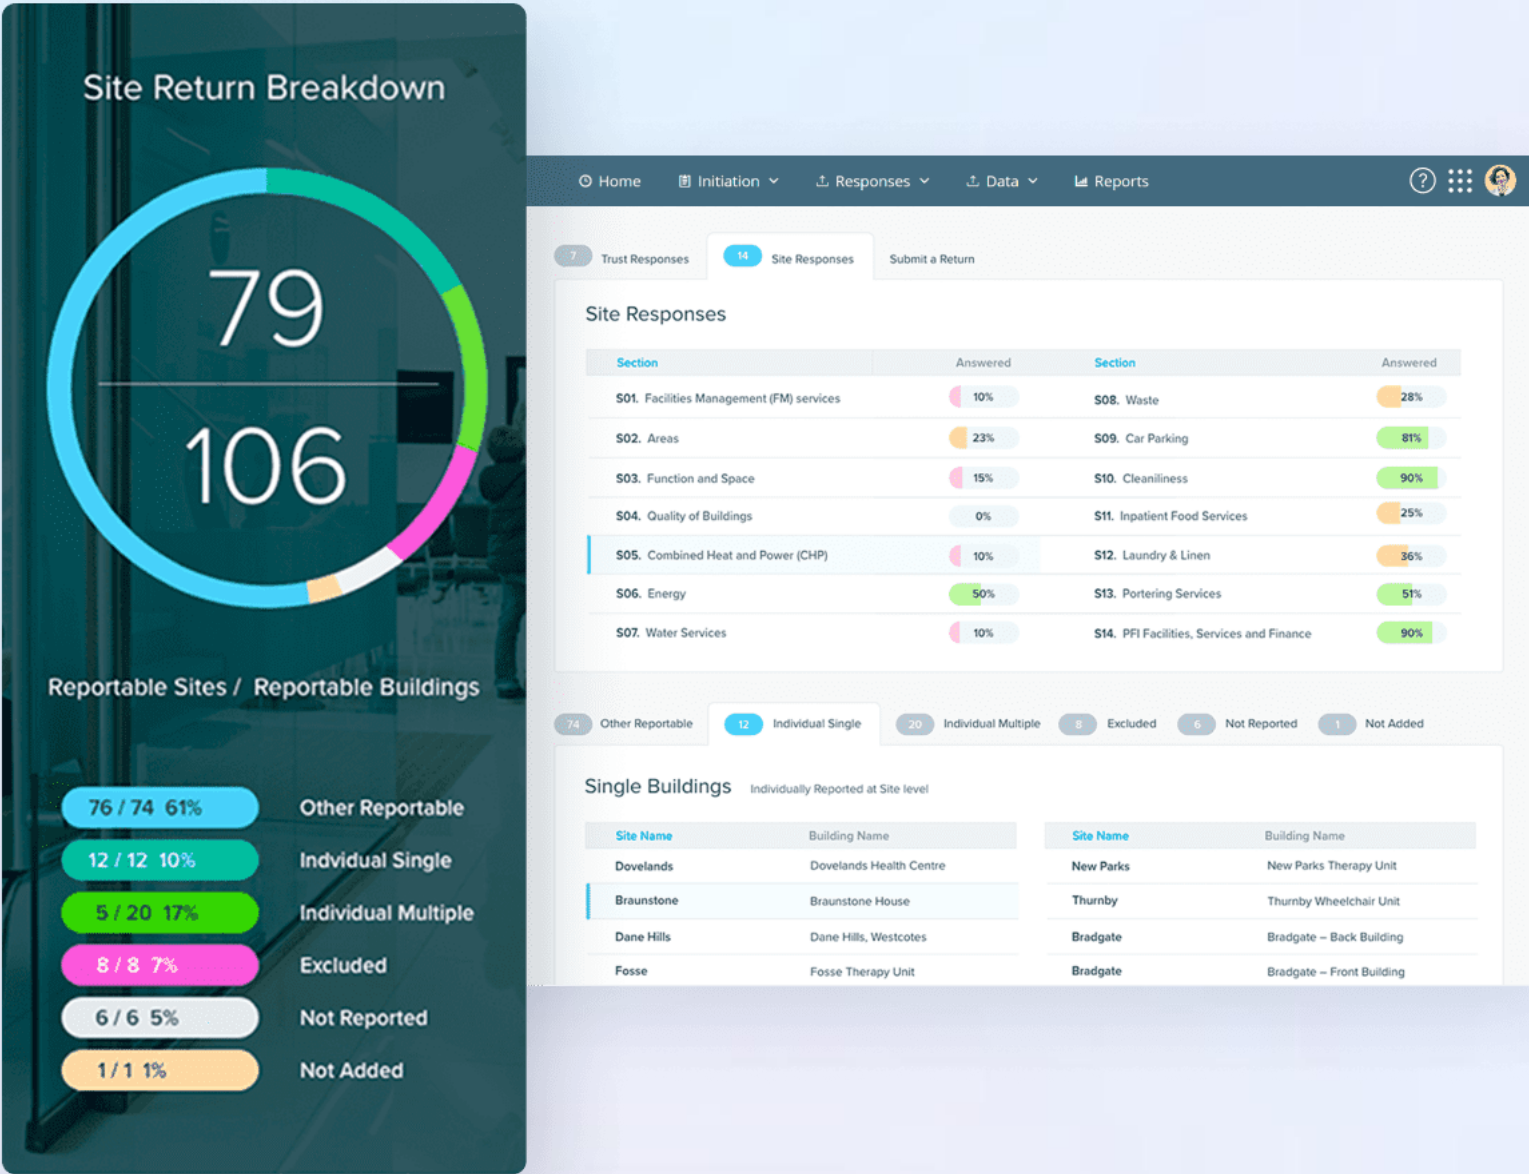 Site Return Breakdown
79
106
Reportable Sites / Reportable Buildings
76 / 74 61% Other Reportable
12 / 12 10% Indvidual Single
5 / 20 17% Individual Multiple
8 / 8 7% Excluded
6 / 6 5% Not Reported
1 / 1 1% Not Added
Home Initiation Responses Data Reports ?
7 Trust Responses 14 Site Responses Submit a Return
Site Responses
Section Answered Section Answered
S01. Facilities Management (FM) services 10% S08. Waste 28%
S02. Areas 23% S09. Car Parking 81%
S03. Function and Space 15% S10. Cleaniliness 90%
S04. Quality of Buildings 0% S11. Inpatient Food Services 25%
S05. Combined Heat and Power (CHP) 10% S12. Laundry & Linen 36%
S06. Energy 50% S13. Portering Services 51%
S07. Water Services 10% S14. PFI Facilities, Services and Finance 90%
74 Other Reportable 12 Individual Single 20 Individual Multiple 8 Excluded 6 Not Reported 1 Not Added
Single Buildings Individually Reported at Site level
Site Name Building Name Site Name Building Name
Dovelands Dovelands Health Centre New Parks New Parks Therapy Unit
Braunstone Braunstone House Thurnby Thurnby Wheelchair Unit
Dane Hills Dane Hills, Westcotes Bradgate Bradgate – Back Building
Fosse Fosse Therapy Unit Bradgate Bradgate – Front Building